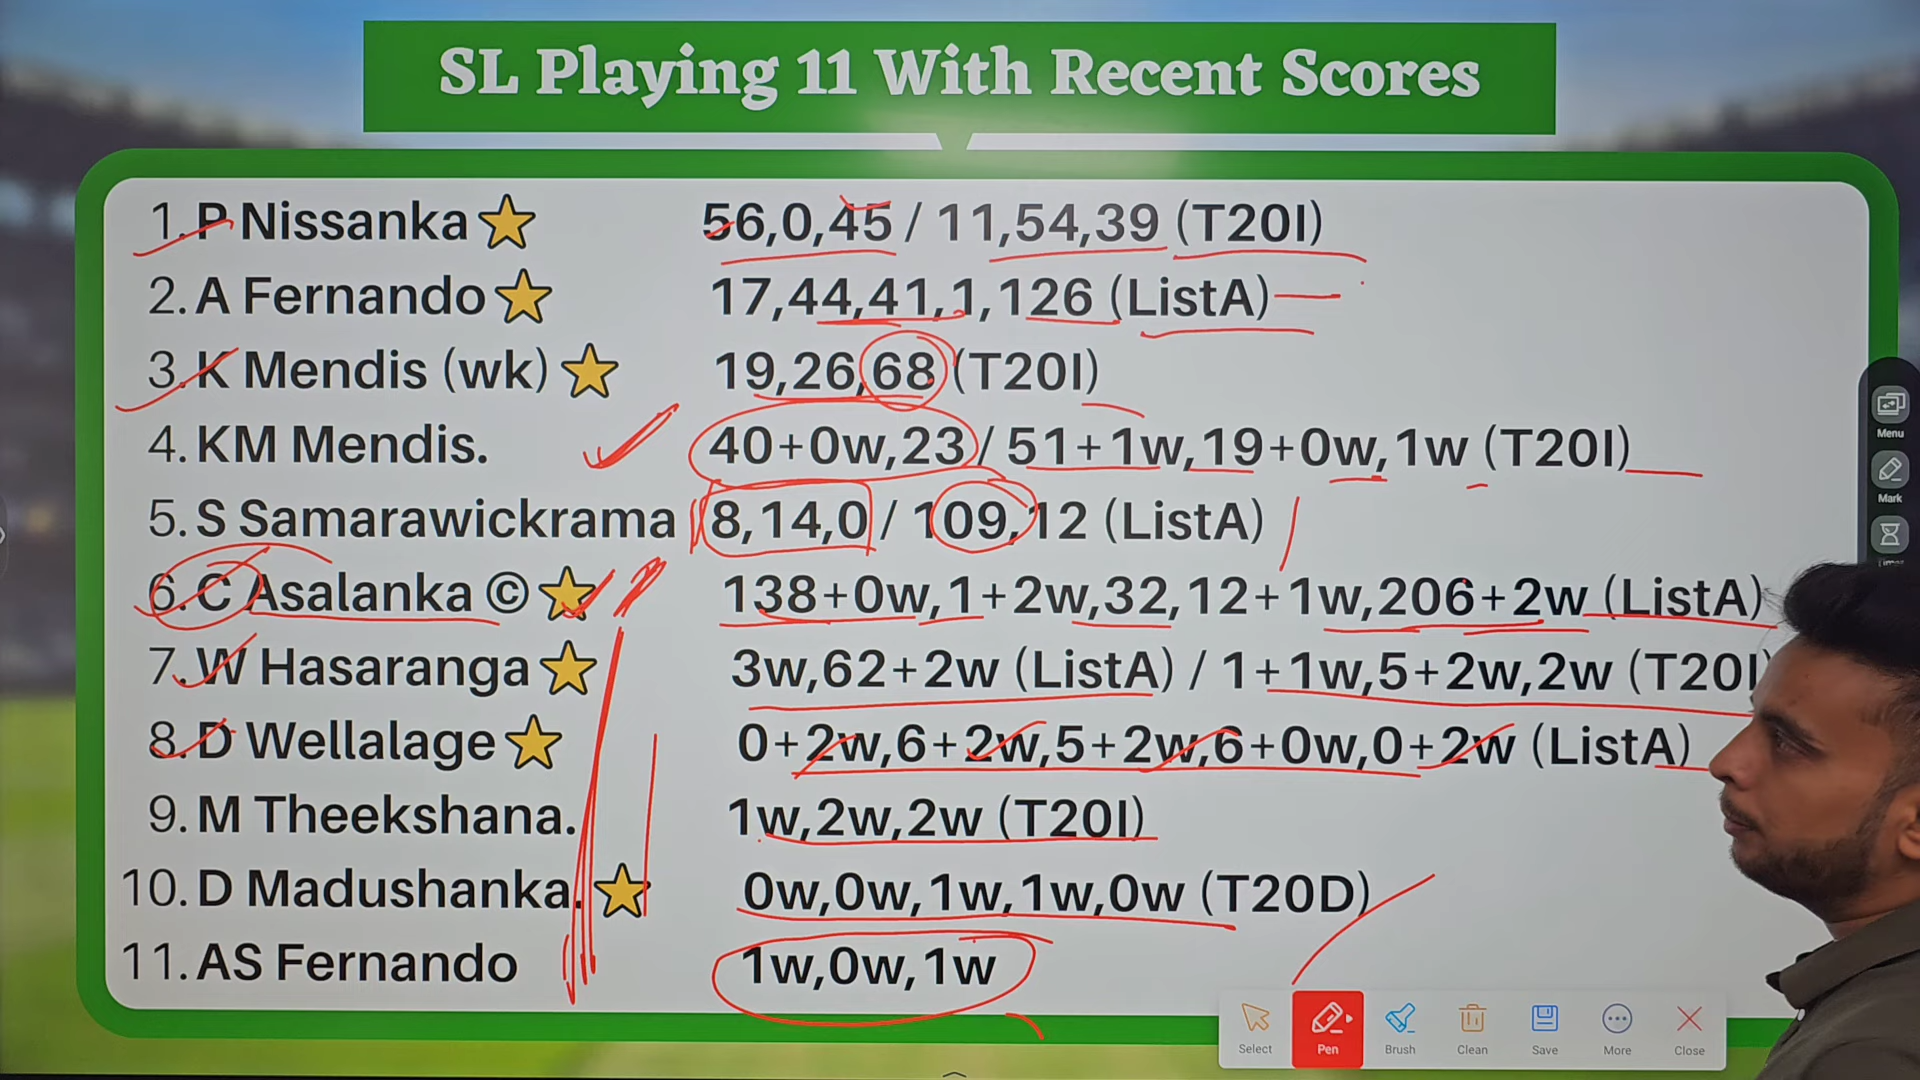 SL Playing 11 With Recent Scores
1. P Nissanka 56,0,45 / 11,54,39 (T20I)
2. A Fernando 17,44,41,1,126 (ListA)
3. K Mendis (wk) 19,26,68 (T20I)
4. KM Mendis. 40+0w,23 / 51+1w,19+0w,1w (T20I)
5. S Samarawickrama 8,14,0 / 109,12 (ListA)
6. C Asalanka © 138+0w,1+2w,32,12+1w,206+2w (ListA)
7. W Hasaranga 3w,62+2w (ListA) / 1+1w,5+2w,2w (T20I
8. D Wellalage 0+2w,6+2w,5+2w,6+0w,0+2w (ListA)
9. M Theekshana. 1w,2w,2w (T20I)
10. D Madushanka. 0w,0w,1w,1w,0w (T20D)
11. AS Fernando 1w,0w,1w
Menu
Mark
Select Pen Brush Clean Save More Close